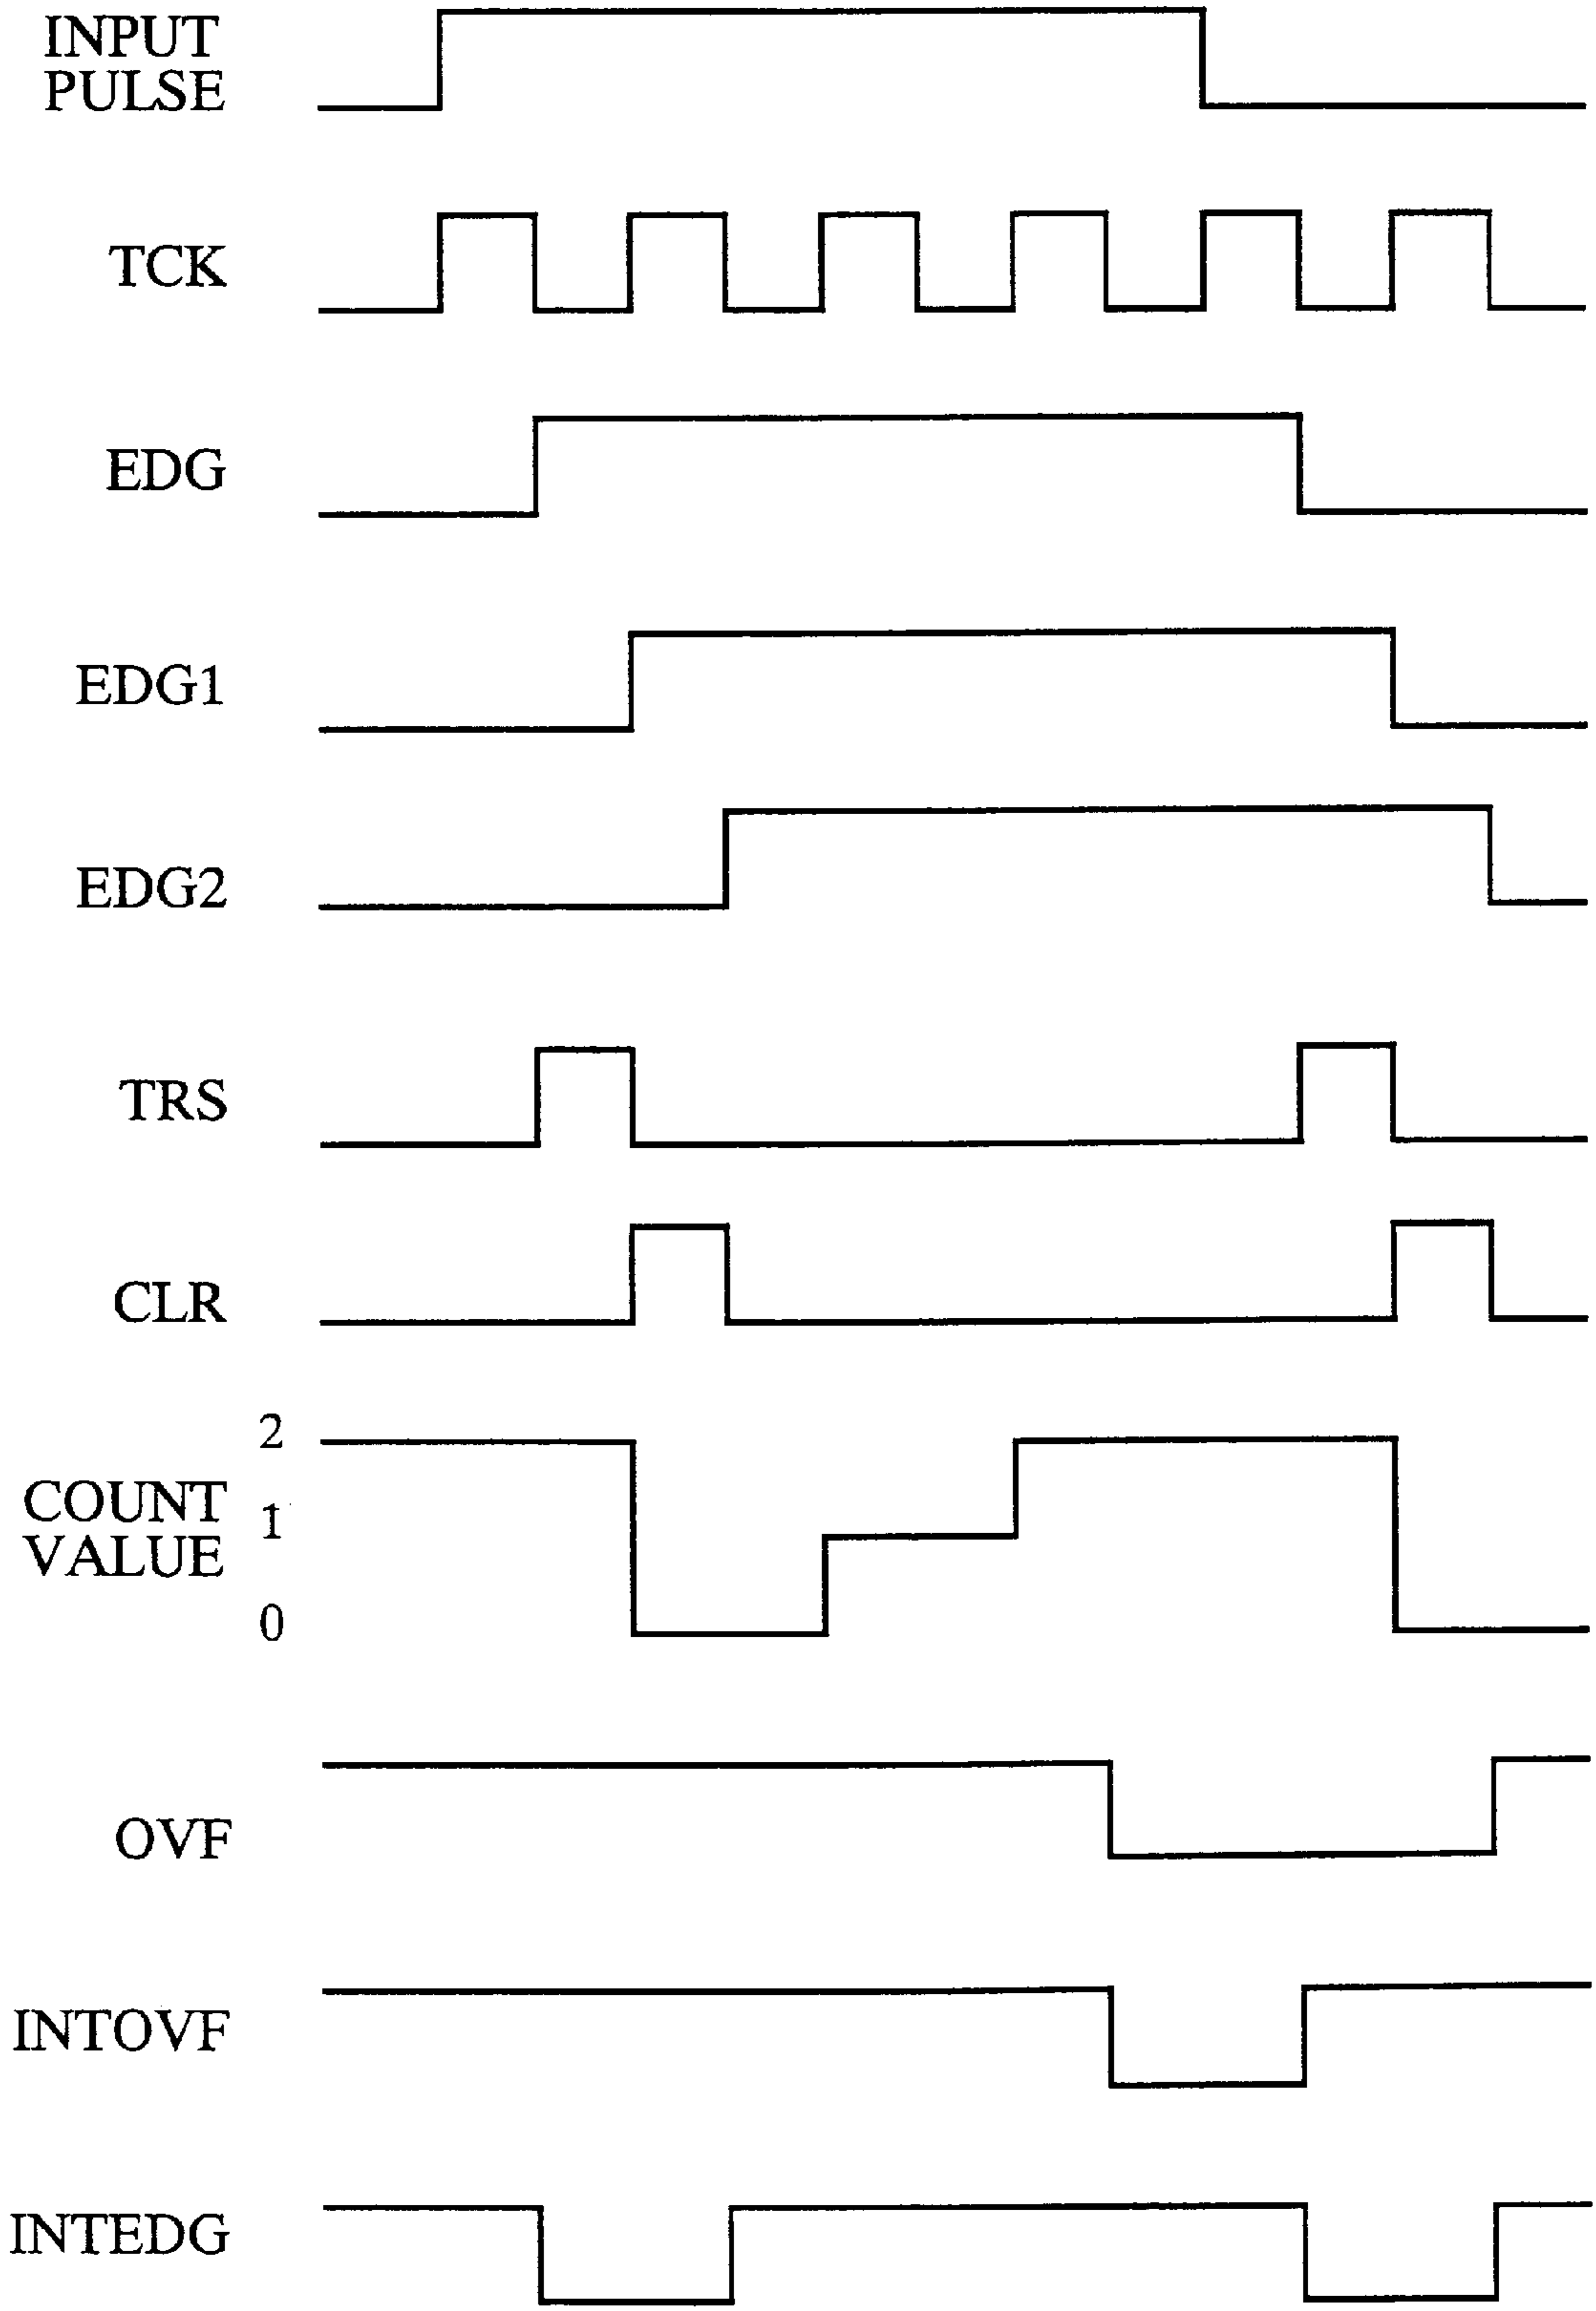 INPUT
PULSE
TCK
EDG
EDG1
EDG2
TRS
CLR
2
COUNT
1
VALUE
0
OVF
INTOVF
INTEDG